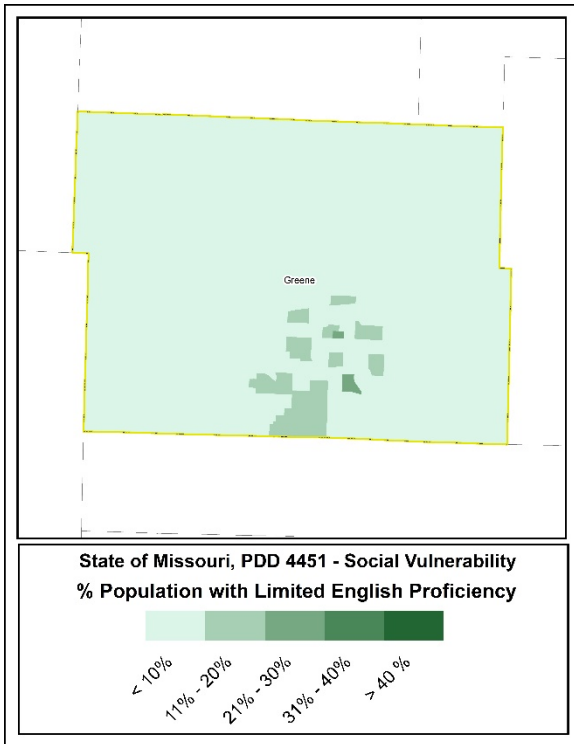 Greene
State of Missouri, PDD 4451 - Social Vulnerability
% Population with Limited English Proficiency
< 10%
11% - 20%
21% - 30%
31% - 40%
> 40 %